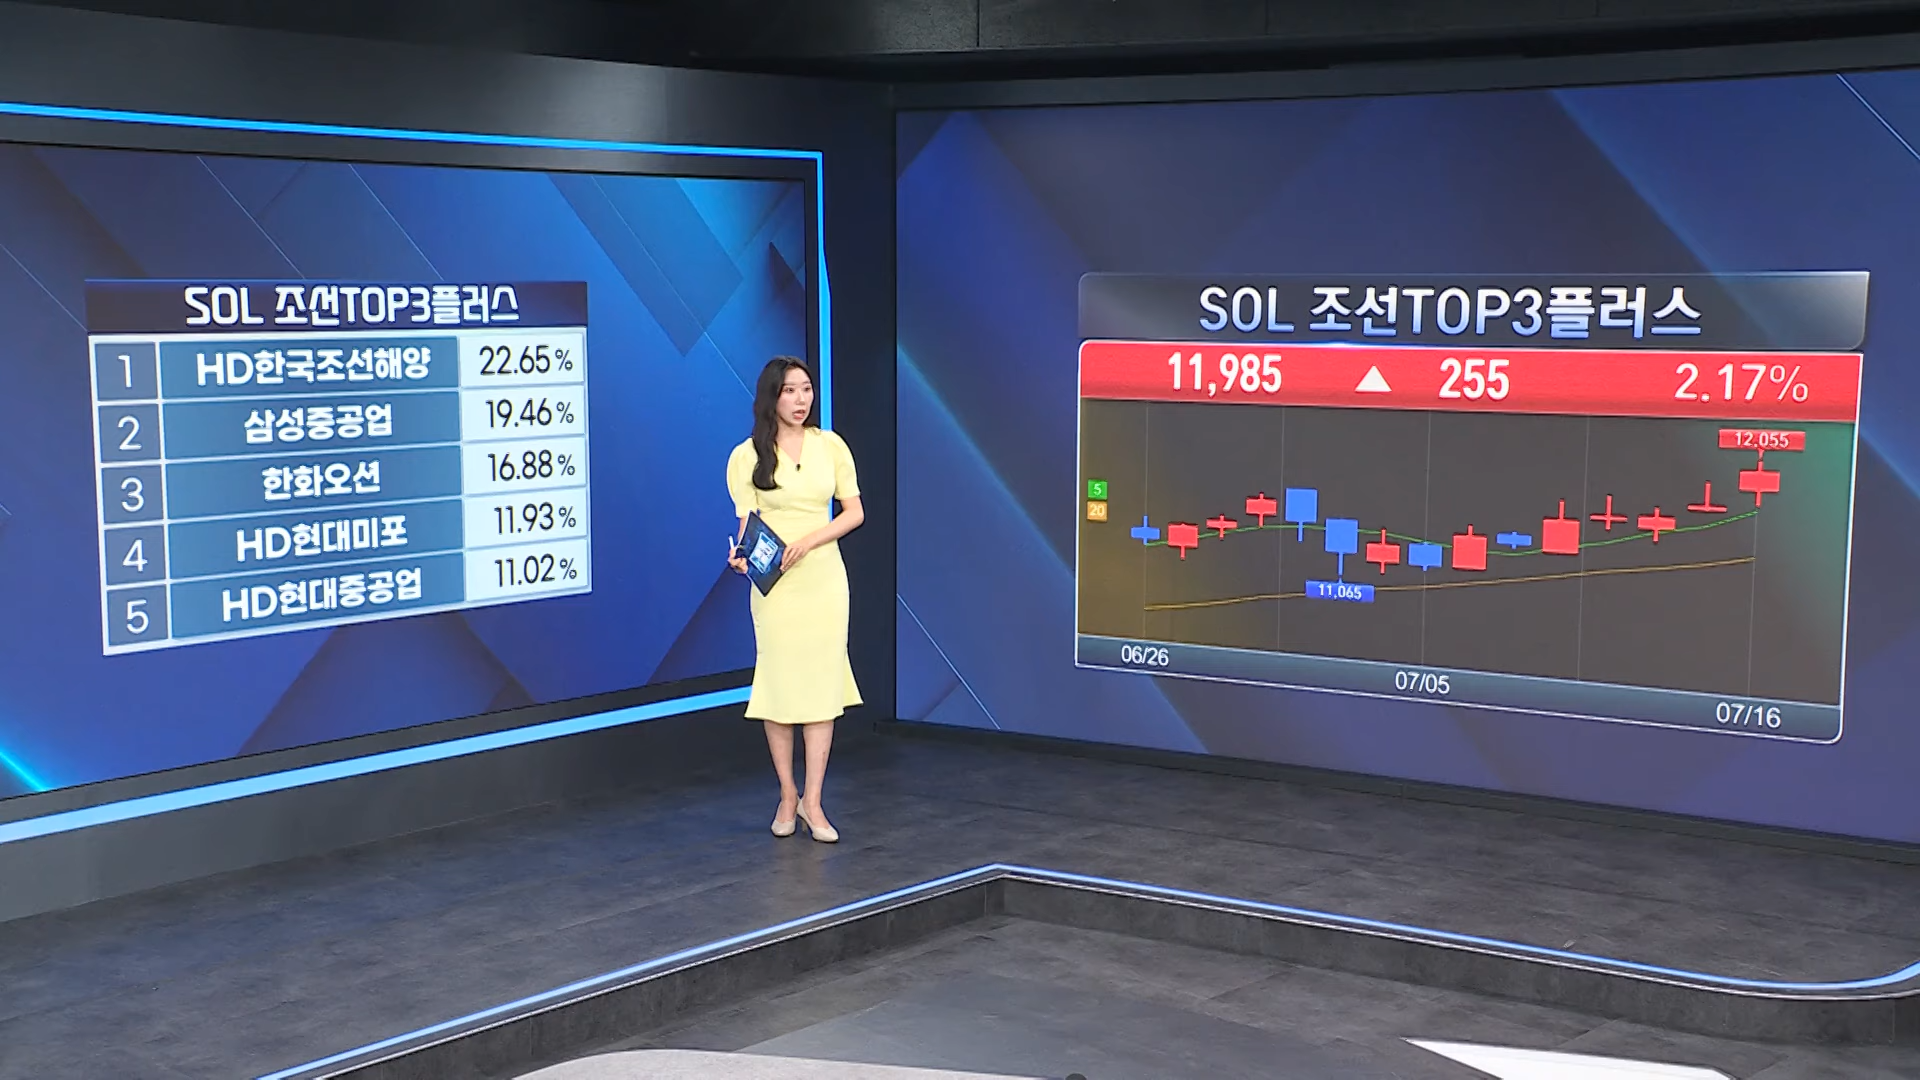 SOL 조선TOP3플러스
1 HD한국조선해양 22.65%
2 삼성중공업 19.46%
3 한화오션 16.88%
4 HD현대미포 11.93%
5 HD현대중공업 11.02%
SOL 조선TOP3플러스
11,985 ▲ 255 2.17%
12,055
5
20
11,065
06/26
07/05
07/16